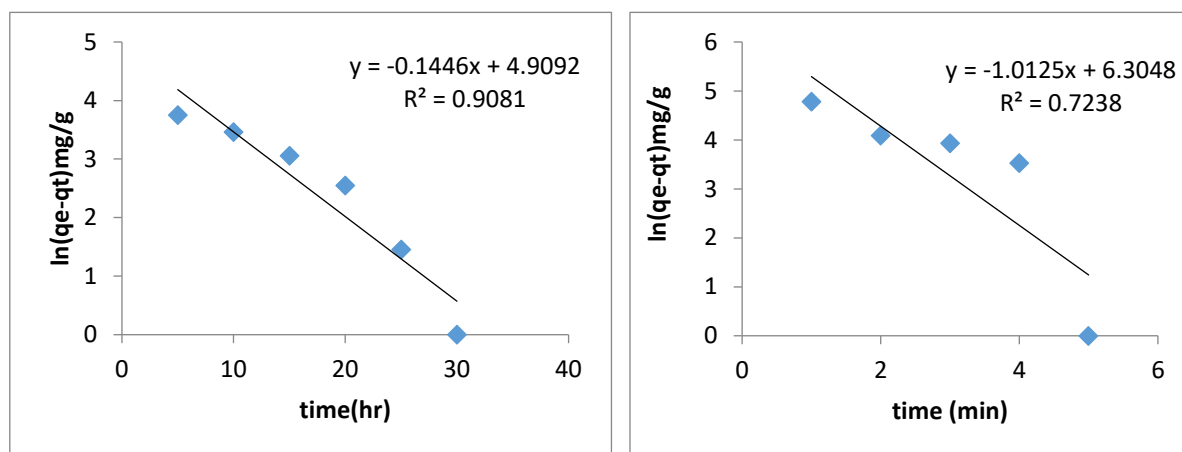 5
4
3
2
1
0
0
10
20
30
40
ln(qe-qt)mg/g
time(hr)
y = -0.1446x + 4.9092
R² = 0.9081
6
5
4
3
2
1
0
0
2
4
6
ln(qe-qt)mg/g
time (min)
y = -1.0125x + 6.3048
R² = 0.7238